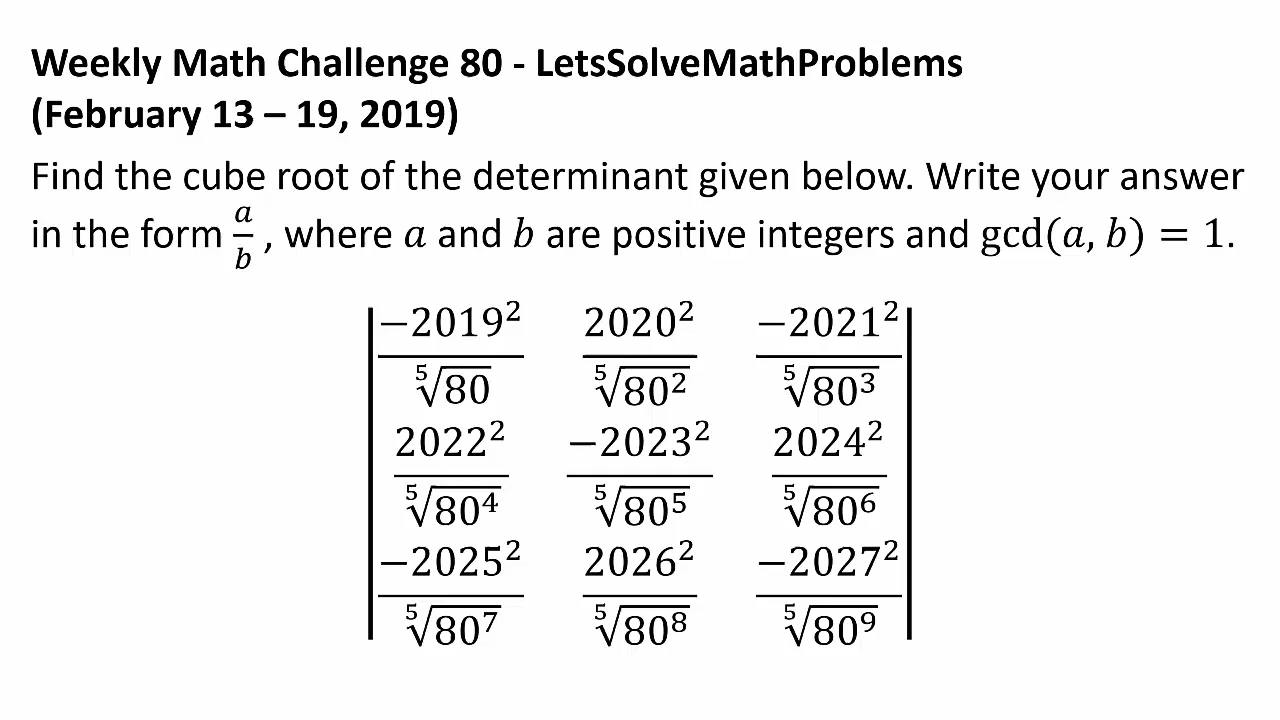 Weekly Math Challenge 80 - LetsSolveMathProblems
(February 13 – 19, 2019)
Find the cube root of the determinant given below. Write your answer
in the form a/b , where a and b are positive integers and gcd(a, b) = 1.
−2019² 2020² −2021²
⁵√80 ⁵√80² ⁵√80³
2022² −2023² 2024²
⁵√80⁴ ⁵√80⁵ ⁵√80⁶
−2025² 2026² −2027²
⁵√80⁷ ⁵√80⁸ ⁵√80⁹